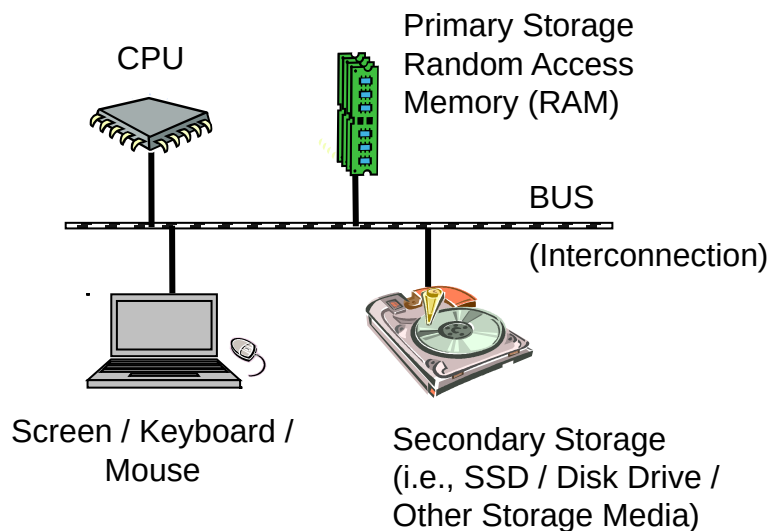 CPU
Primary Storage
Random Access
Memory (RAM)
BUS
(Interconnection)
Screen / Keyboard /
Mouse
Secondary Storage
(i.e., SSD / Disk Drive /
Other Storage Media)